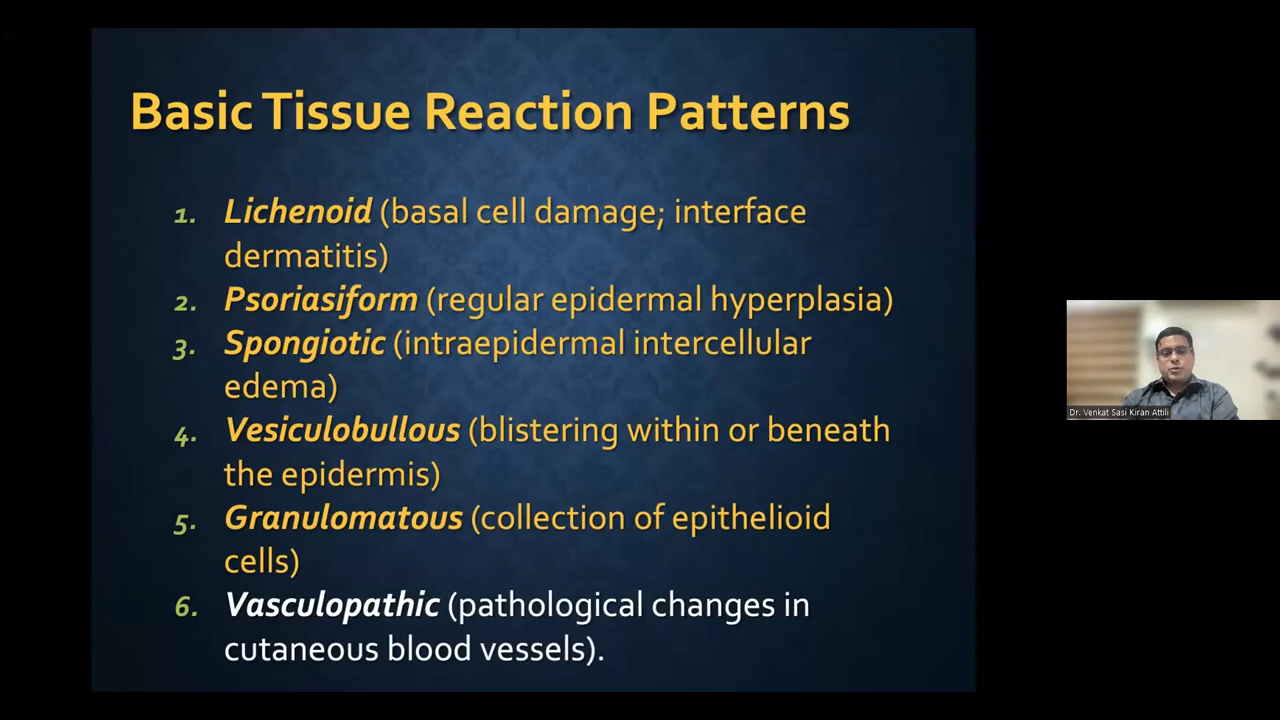 Basic Tissue Reaction Patterns
1. Lichenoid (basal cell damage; interface
dermatitis)
2. Psoriasiform (regular epidermal hyperplasia)
3. Spongiotic (intraepidermal intercellular
edema)
4. Vesiculobullous (blistering within or beneath
the epidermis)
5. Granulomatous (collection of epithelioid
cells)
6. Vasculopathic (pathological changes in
cutaneous blood vessels).
Dr. Venkat Sasi Kiran Attili